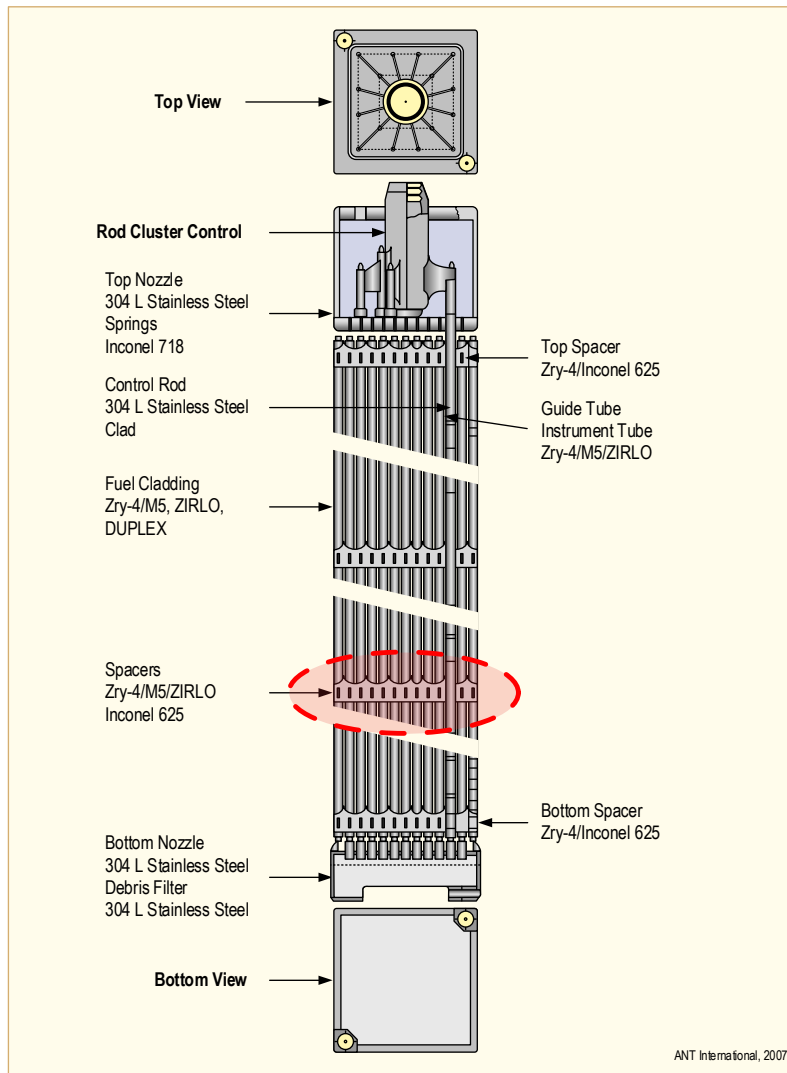 Top View
Rod Cluster Control
Top Nozzle
304 L Stainless Steel
Springs
Inconel 718
Top Spacer
Zry-4/Inconel 625
Control Rod
304 L Stainless Steel
Clad
Guide Tube
Instrument Tube
Zry-4/M5/ZIRLO
Fuel Cladding
Zry-4/M5, ZIRLO,
DUPLEX
Spacers
Zry-4/M5/ZIRLO
Inconel 625
Bottom Spacer
Zry-4/Inconel 625
Bottom Nozzle
304 L Stainless Steel
Debris Filter
304 L Stainless Steel
Bottom View
ANT International, 2007